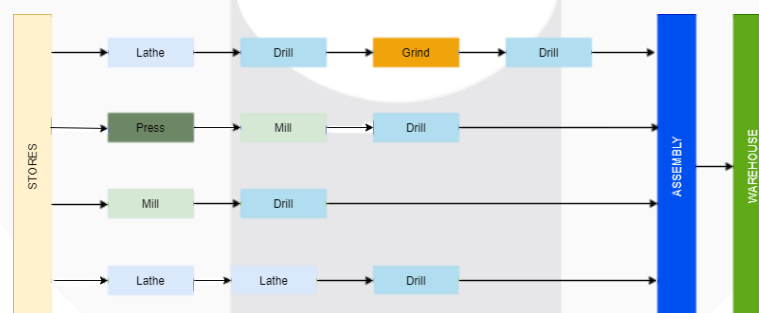 STORES
Lathe
Drill
Grind
Drill
Press
Mill
Drill
Mill
Drill
Lathe
Lathe
Drill
ASSEMBLY
WAREHOUSE